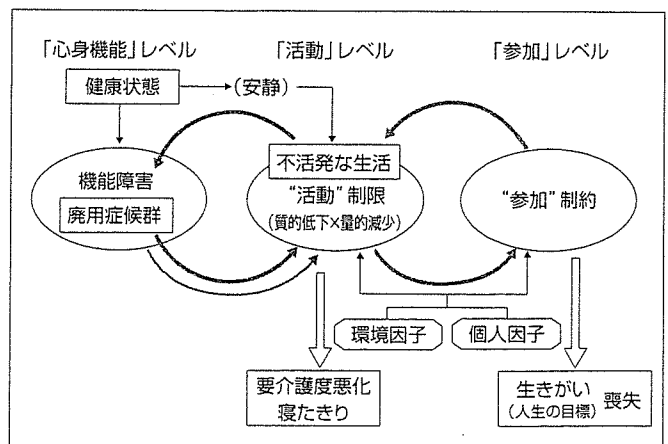 「心身機能」レベル
「活動」レベル
「参加」レベル
健康状態
(安静)
不活発な生活
機能障害
廃用症候群
“活動”制限
(質的低下×量的減少)
“参加”制約
環境因子
個人因子
要介護度悪化
寝たきり
生きがい
(人生の目標)
喪失